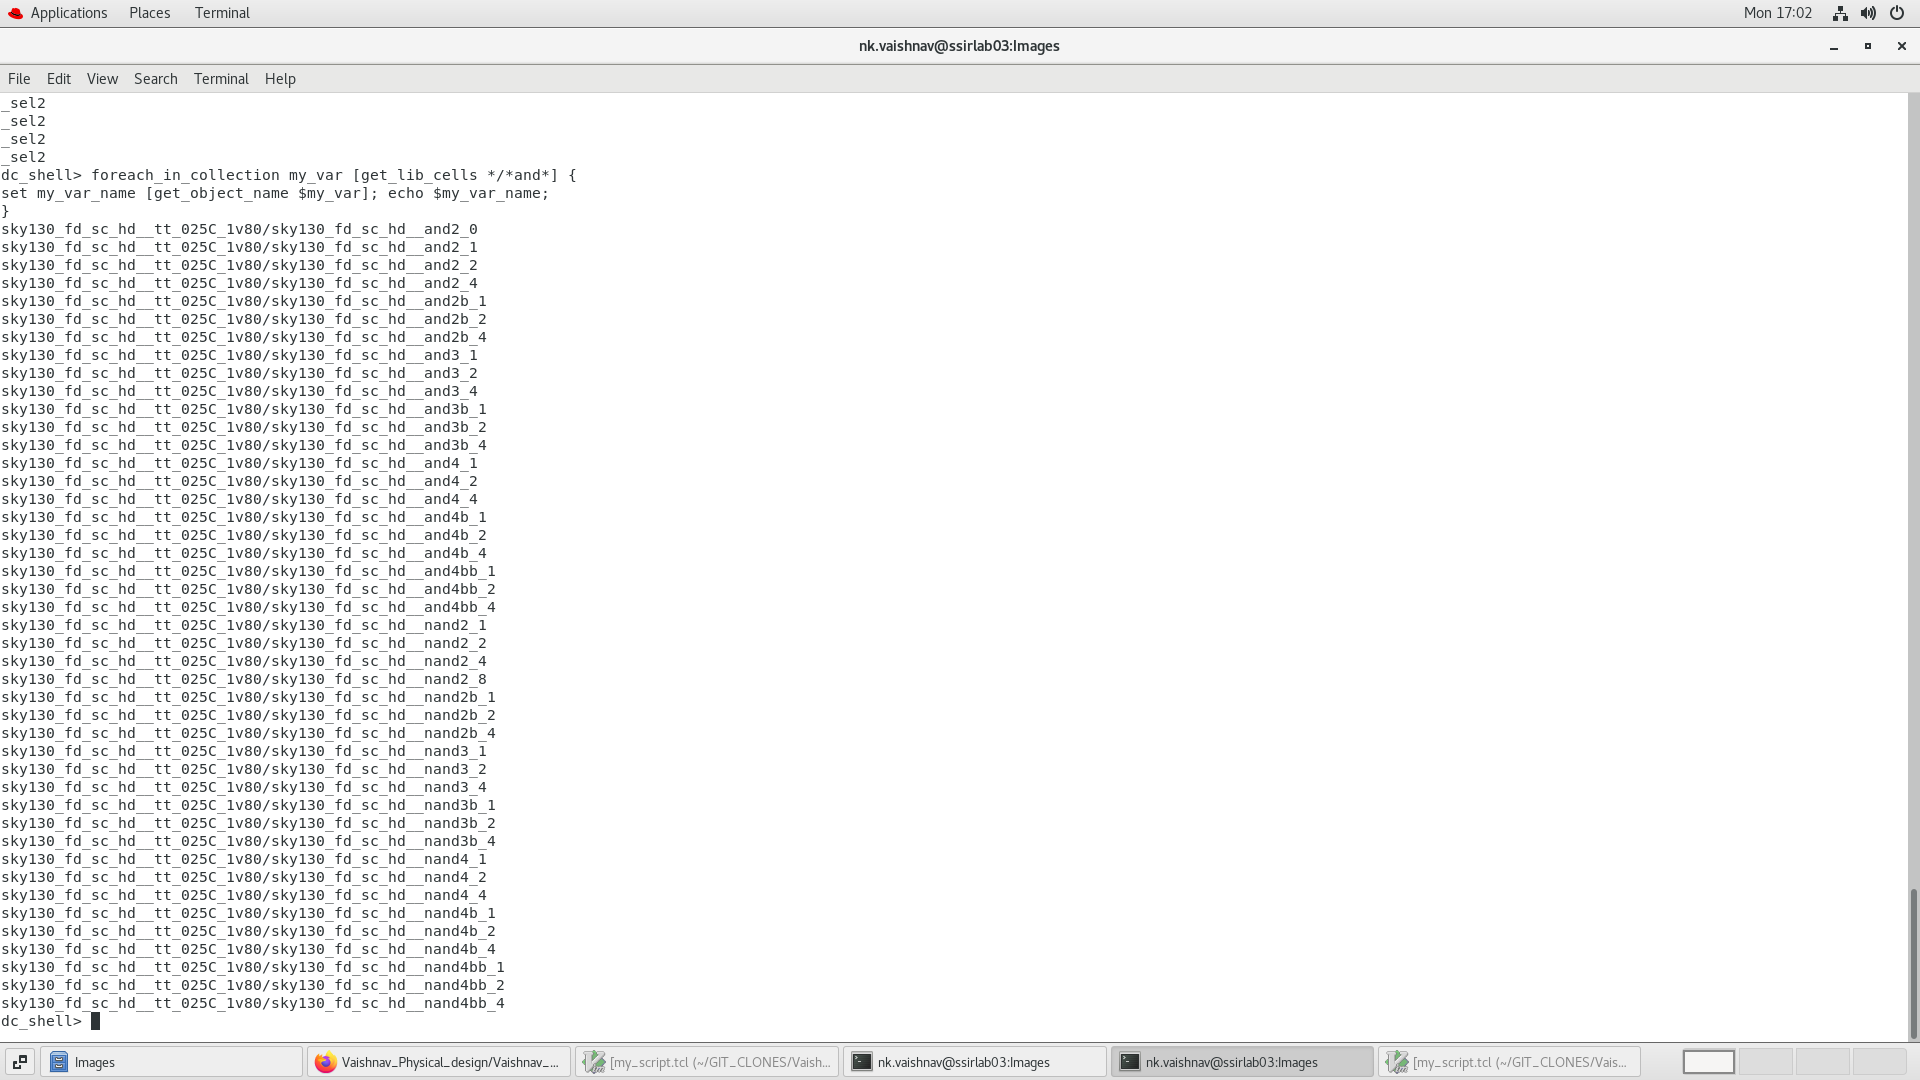 Applications Places Terminal Mon 17:02
nk.vaishnav@ssirlab03:Images
File Edit View Search Terminal Help
_sel2
_sel2
_sel2
_sel2
dc_shell> foreach_in_collection my_var [get_lib_cells */*and*] {
set my_var_name [get_object_name $my_var]; echo $my_var_name;
}
sky130_fd_sc_hd__tt_025C_1v80/sky130_fd_sc_hd__and2_0
sky130_fd_sc_hd__tt_025C_1v80/sky130_fd_sc_hd__and2_1
sky130_fd_sc_hd__tt_025C_1v80/sky130_fd_sc_hd__and2_2
sky130_fd_sc_hd__tt_025C_1v80/sky130_fd_sc_hd__and2_4
sky130_fd_sc_hd__tt_025C_1v80/sky130_fd_sc_hd__and2b_1
sky130_fd_sc_hd__tt_025C_1v80/sky130_fd_sc_hd__and2b_2
sky130_fd_sc_hd__tt_025C_1v80/sky130_fd_sc_hd__and2b_4
sky130_fd_sc_hd__tt_025C_1v80/sky130_fd_sc_hd__and3_1
sky130_fd_sc_hd__tt_025C_1v80/sky130_fd_sc_hd__and3_2
sky130_fd_sc_hd__tt_025C_1v80/sky130_fd_sc_hd__and3_4
sky130_fd_sc_hd__tt_025C_1v80/sky130_fd_sc_hd__and3b_1
sky130_fd_sc_hd__tt_025C_1v80/sky130_fd_sc_hd__and3b_2
sky130_fd_sc_hd__tt_025C_1v80/sky130_fd_sc_hd__and3b_4
sky130_fd_sc_hd__tt_025C_1v80/sky130_fd_sc_hd__and4_1
sky130_fd_sc_hd__tt_025C_1v80/sky130_fd_sc_hd__and4_2
sky130_fd_sc_hd__tt_025C_1v80/sky130_fd_sc_hd__and4_4
sky130_fd_sc_hd__tt_025C_1v80/sky130_fd_sc_hd__and4b_1
sky130_fd_sc_hd__tt_025C_1v80/sky130_fd_sc_hd__and4b_2
sky130_fd_sc_hd__tt_025C_1v80/sky130_fd_sc_hd__and4b_4
sky130_fd_sc_hd__tt_025C_1v80/sky130_fd_sc_hd__and4bb_1
sky130_fd_sc_hd__tt_025C_1v80/sky130_fd_sc_hd__and4bb_2
sky130_fd_sc_hd__tt_025C_1v80/sky130_fd_sc_hd__and4bb_4
sky130_fd_sc_hd__tt_025C_1v80/sky130_fd_sc_hd__nand2_1
sky130_fd_sc_hd__tt_025C_1v80/sky130_fd_sc_hd__nand2_2
sky130_fd_sc_hd__tt_025C_1v80/sky130_fd_sc_hd__nand2_4
sky130_fd_sc_hd__tt_025C_1v80/sky130_fd_sc_hd__nand2_8
sky130_fd_sc_hd__tt_025C_1v80/sky130_fd_sc_hd__nand2b_1
sky130_fd_sc_hd__tt_025C_1v80/sky130_fd_sc_hd__nand2b_2
sky130_fd_sc_hd__tt_025C_1v80/sky130_fd_sc_hd__nand2b_4
sky130_fd_sc_hd__tt_025C_1v80/sky130_fd_sc_hd__nand3_1
sky130_fd_sc_hd__tt_025C_1v80/sky130_fd_sc_hd__nand3_2
sky130_fd_sc_hd__tt_025C_1v80/sky130_fd_sc_hd__nand3_4
sky130_fd_sc_hd__tt_025C_1v80/sky130_fd_sc_hd__nand3b_1
sky130_fd_sc_hd__tt_025C_1v80/sky130_fd_sc_hd__nand3b_2
sky130_fd_sc_hd__tt_025C_1v80/sky130_fd_sc_hd__nand3b_4
sky130_fd_sc_hd__tt_025C_1v80/sky130_fd_sc_hd__nand4_1
sky130_fd_sc_hd__tt_025C_1v80/sky130_fd_sc_hd__nand4_2
sky130_fd_sc_hd__tt_025C_1v80/sky130_fd_sc_hd__nand4_4
sky130_fd_sc_hd__tt_025C_1v80/sky130_fd_sc_hd__nand4b_1
sky130_fd_sc_hd__tt_025C_1v80/sky130_fd_sc_hd__nand4b_2
sky130_fd_sc_hd__tt_025C_1v80/sky130_fd_sc_hd__nand4b_4
sky130_fd_sc_hd__tt_025C_1v80/sky130_fd_sc_hd__nand4bb_1
sky130_fd_sc_hd__tt_025C_1v80/sky130_fd_sc_hd__nand4bb_2
sky130_fd_sc_hd__tt_025C_1v80/sky130_fd_sc_hd__nand4bb_4
dc_shell>
Images Vaishnav_Physical_design/Vaishnav_... [my_script.tcl (~/GIT_CLONES/Vaish... nk.vaishnav@ssirlab03:Images nk.vaishnav@ssirlab03:Images [my_script.tcl (~/GIT_CLONES/Vais...